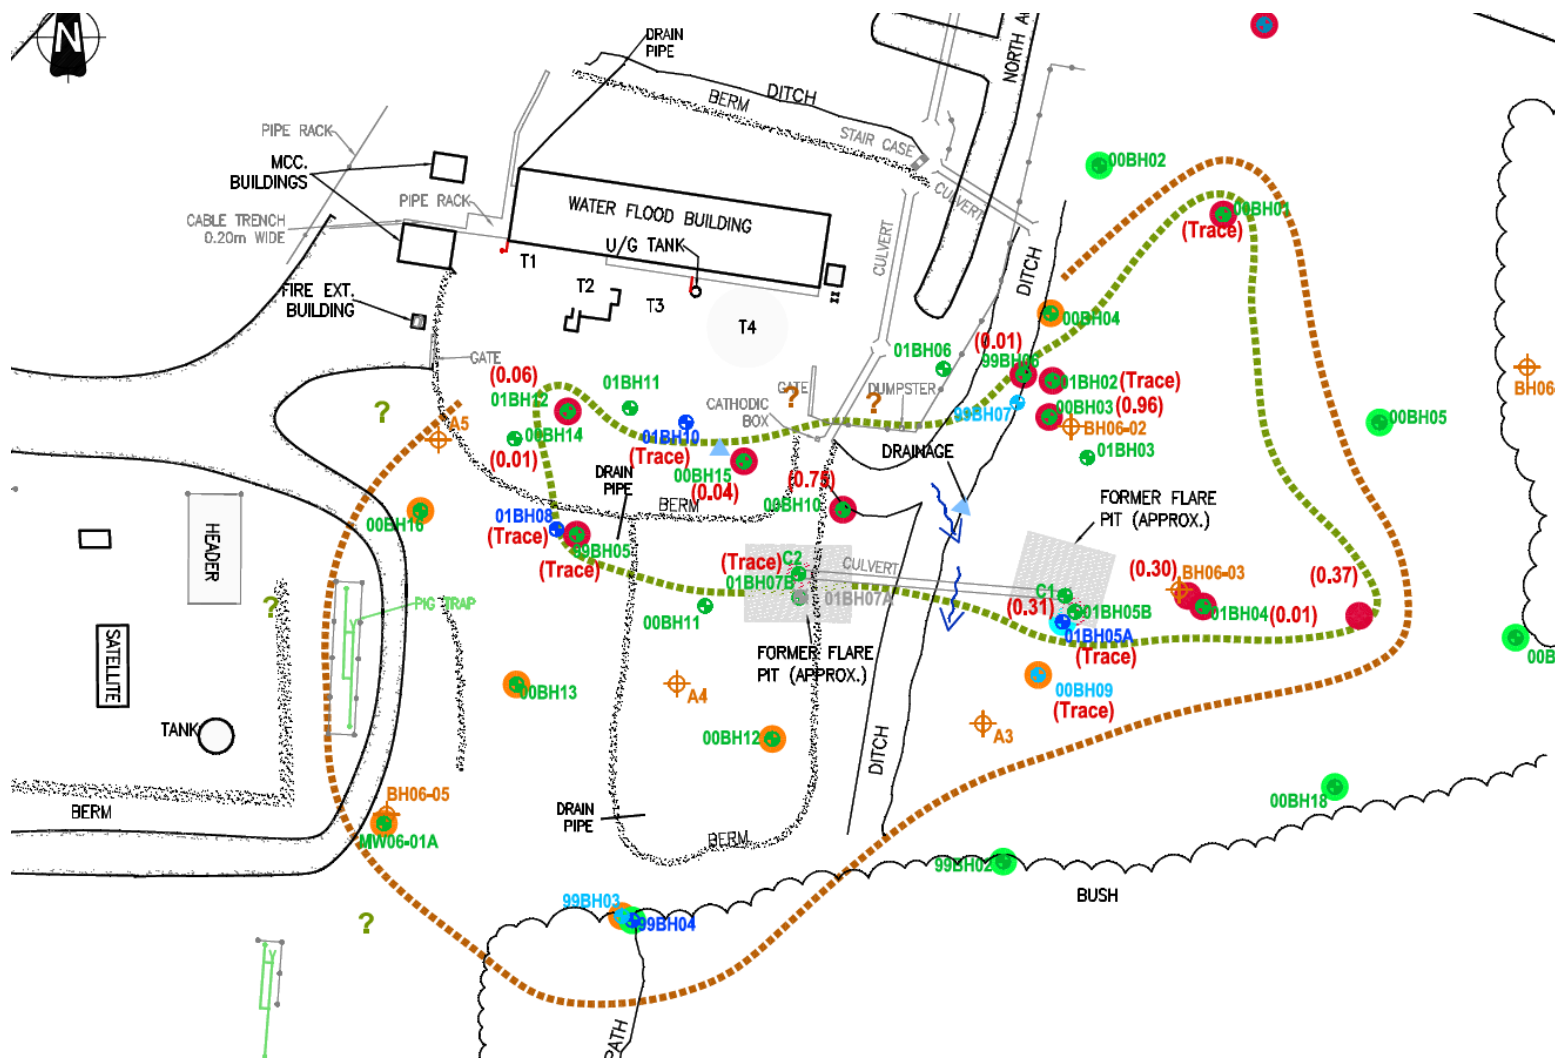 N
DRAIN
PIPE
DITCH
BERM
NORTH
STAIR CASE
PIPE RACK
MCC.
BUILDINGS
PIPE RACK
CABLE TRENCH
0.20m WIDE
WATER FLOOD BUILDING
U/G TANK
CULVERT
CULVERT
DITCH
00BH02
00BH01
(Trace)
T1
T2
T3
T4
FIRE EXT.
BUILDING
GATE
00BH04
(0.01)
99BH06
01BH06
01BH02
(Trace)
00BH03
(0.96)
99BH07
BH06-02
01BH03
00BH05
BH06
(0.06)
01BH12
01BH11
?
A5
00BH14
(0.01)
01BH10
(Trace)
GATE
?
DUMPSTER
?
CATHODIC
BOX
DRAINAGE
00BH15
(0.04)
DRAIN
PIPE
BERM
(0.75)
00BH10
00BH16
01BH08
(Trace)
99BH05
(Trace)
FORMER FLARE
PIT (APPROX.)
HEADER
(Trace)
C2
01BH07B
01BH07A
CULVERT
C1
(0.31)
01BH05B
01BH05A
(Trace)
(0.30)
BH06-03
01BH04
(0.01)
(0.37)
?
PIG TRAP
00BH11
FORMER FLARE
PIT (APPROX.)
00B
SATELLITE
00BH13
A4
00BH09
(Trace)
A3
TANK
00BH12
DITCH
00BH18
BERM
BH06-05
MW06-01A
DRAIN
PIPE
BERM
99BH02
BUSH
99BH03
99BH04
?
PATH